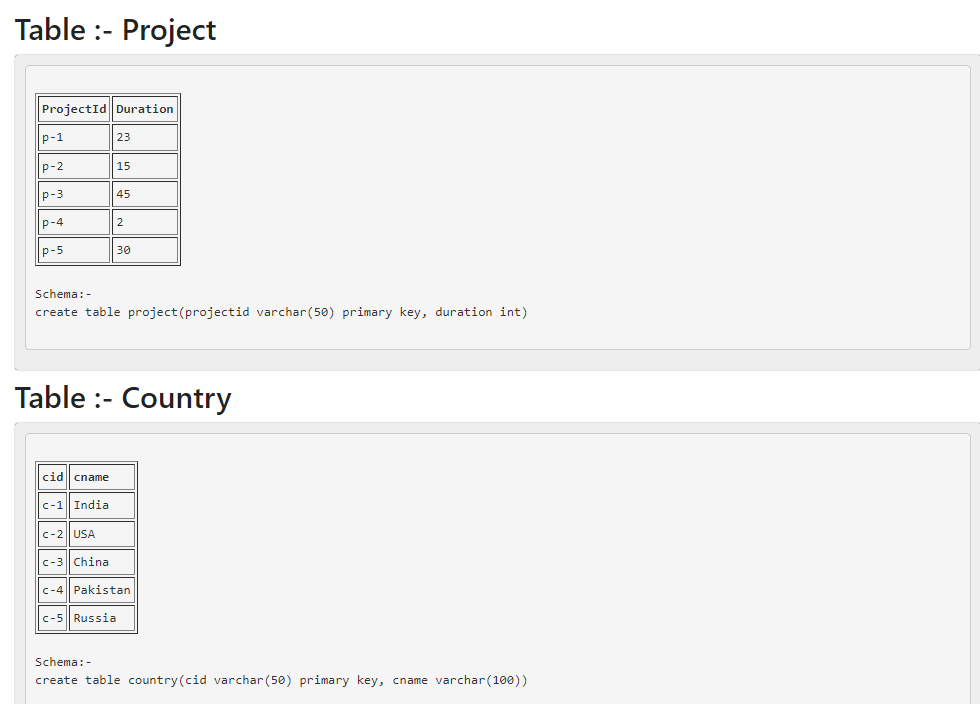 Table :- Project
ProjectId Duration
p-1 23
p-2 15
p-3 45
p-4 2
p-5 30
Schema:-
create table project(projectid varchar(50) primary key, duration int)
Table :- Country
cid cname
c-1 India
c-2 USA
c-3 China
c-4 Pakistan
c-5 Russia
Schema:-
create table country(cid varchar(50) primary key, cname varchar(100))